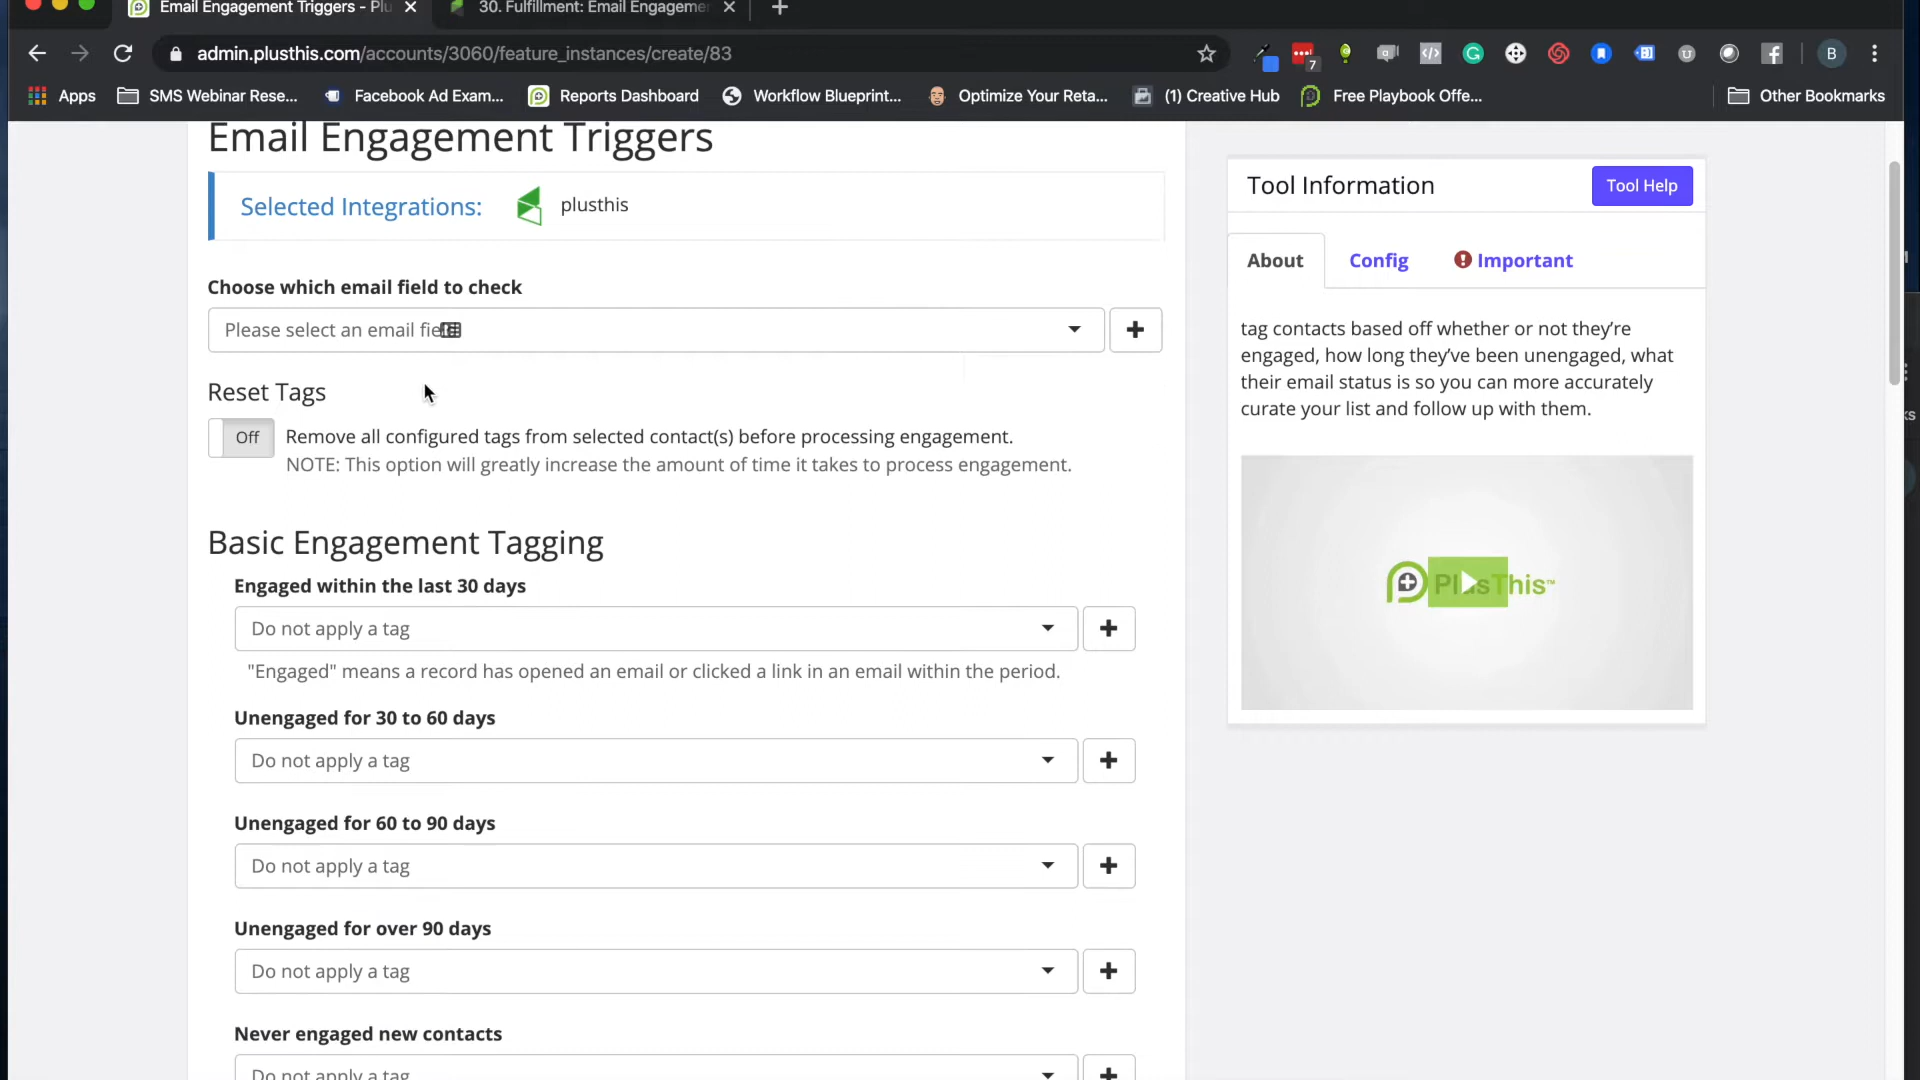 Email Engagement Triggers - Plu
30. Fulfillment: Email Engagemen
admin.plusthis.com/accounts/3060/feature_instances/create/83
7
B
Apps
SMS Webinar Rese...
Facebook Ad Exam...
Reports Dashboard
Workflow Blueprint...
Optimize Your Reta...
(1) Creative Hub
Free Playbook Offe...
Other Bookmarks
Email Engagement Triggers
Selected Integrations:
plusthis
Choose which email field to check
Please select an email field
Reset Tags
Off
Remove all configured tags from selected contact(s) before processing engagement.
NOTE: This option will greatly increase the amount of time it takes to process engagement.
Basic Engagement Tagging
Engaged within the last 30 days
Do not apply a tag
"Engaged" means a record has opened an email or clicked a link in an email within the period.
Unengaged for 30 to 60 days
Do not apply a tag
Unengaged for 60 to 90 days
Do not apply a tag
Unengaged for over 90 days
Do not apply a tag
Never engaged new contacts
Do not apply a tag
Tool Information
Tool Help
About
Config
Important
tag contacts based off whether or not they're
engaged, how long they've been unengaged, what
their email status is so you can more accurately
curate your list and follow up with them.
PlusThis™